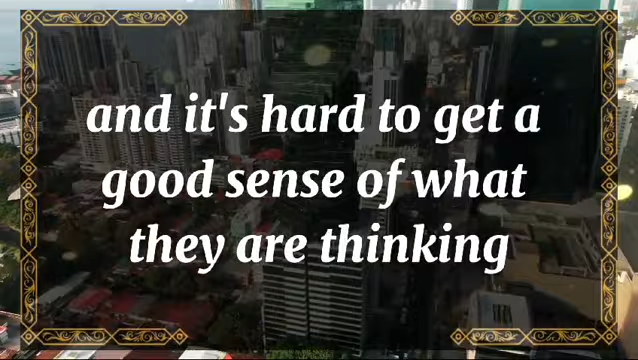 and it's hard to get a
good sense of what
they are thinking